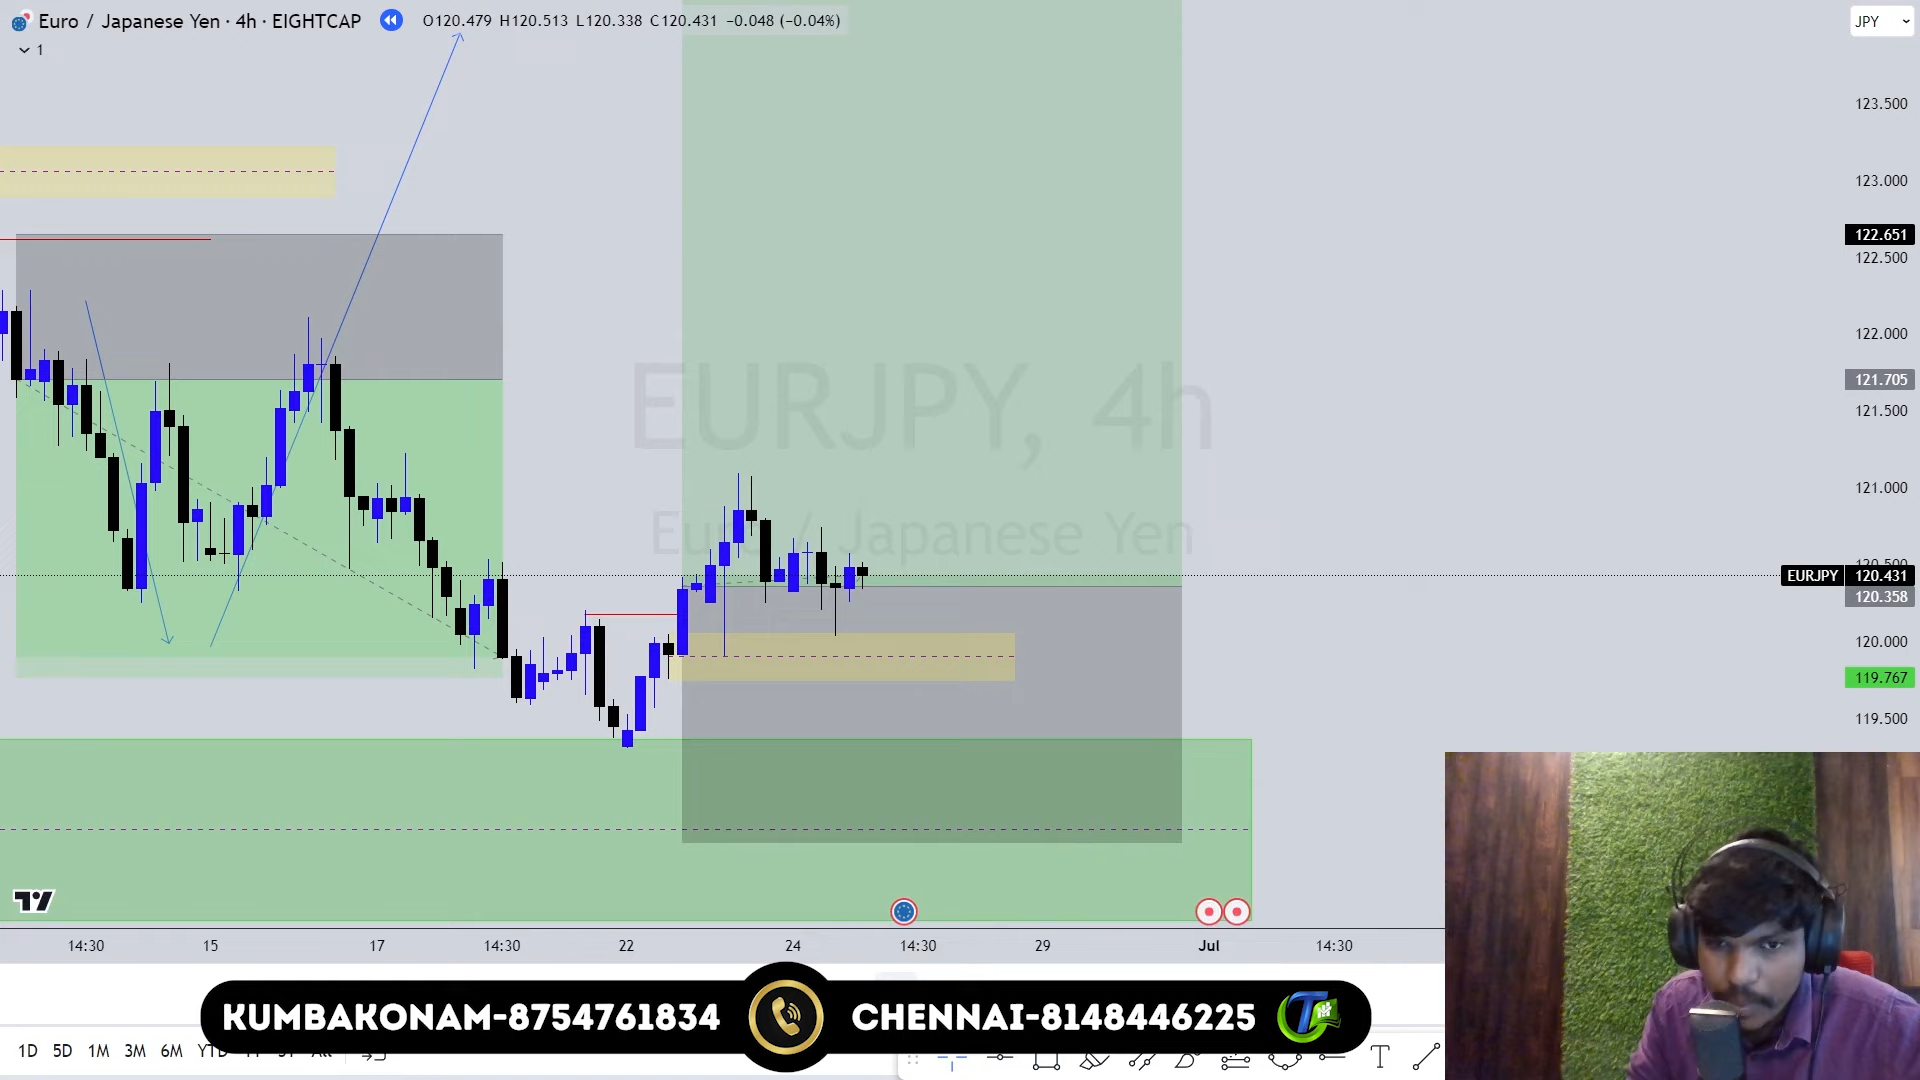 Euro / Japanese Yen · 4h · EIGHTCAP O120.479 H120.513 L120.338 C120.431 −0.048 (−0.04%)
JPY
1
123.500
123.000
122.651
122.500
122.000
121.705
121.500
EURJPY, 4h
Euro / Japanese Yen
121.000
120.500
EURJPY 120.431
120.358
120.000
119.767
119.500
14:30 15 17 14:30 22 24 14:30 29 Jul 14:30
KUMBAKONAM-8754761834 CHENNAI-8148446225
1D 5D 1M 3M 6M YTD